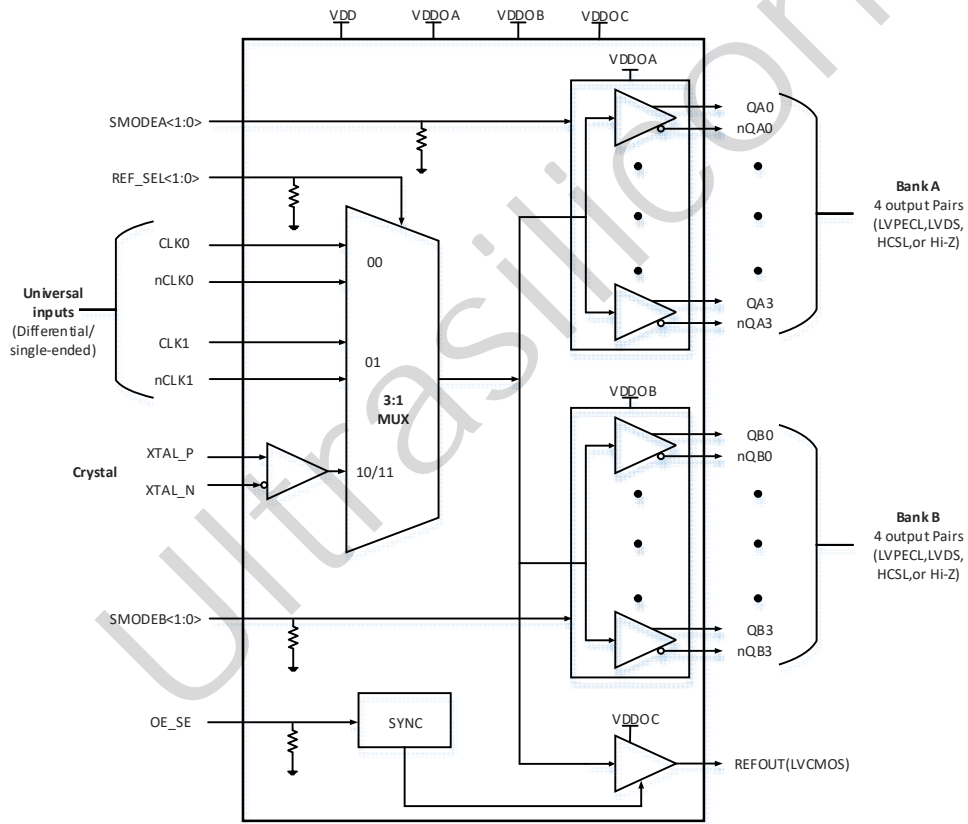 VDD
VDDOA
VDDOB
VDDOC
SMODEA<1:0>
REF_SEL<1:0>
CLK0
nCLK0
CLK1
nCLK1
Universal
inputs
(Differential/
single-ended)
00
01
3:1
MUX
10/11
Crystal
XTAL_P
XTAL_N
SMODEB<1:0>
OE_SE
SYNC
VDDOA
QA0
nQA0
QA3
nQA3
Bank A
4 output Pairs
(LVPECL,LVDS,
HCSL,or Hi-Z)
VDDOB
QB0
nQB0
QB3
nQB3
Bank B
4 output Pairs
(LVPECL,LVDS,
HCSL,or Hi-Z)
VDDOC
REFOUT(LVCMOS)
Ultrasilicon